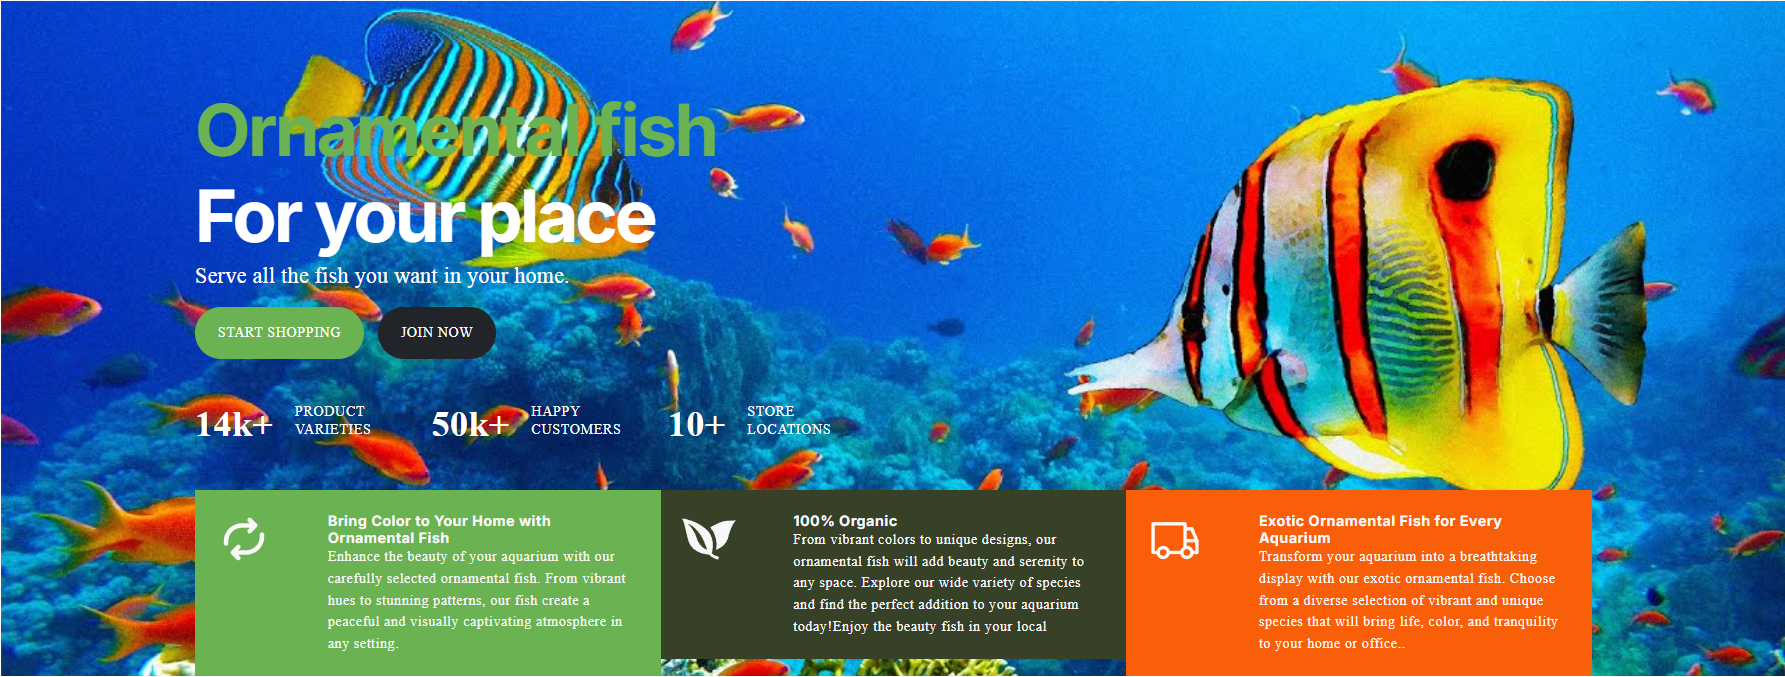 Ornamental fish
For your place
Serve all the fish you want in your home.
START SHOPPING
JOIN NOW
14k+
PRODUCT
VARIETIES
50k+
HAPPY
CUSTOMERS
10+
STORE
LOCATIONS
Bring Color to Your Home with
Ornamental Fish
Enhance the beauty of your aquarium with our
carefully selected ornamental fish. From vibrant
hues to stunning patterns, our fish create a
peaceful and visually captivating atmosphere in
any setting.
100% Organic
From vibrant colors to unique designs, our
ornamental fish will add beauty and serenity to
any space. Explore our wide variety of species
and find the perfect addition to your aquarium
today!Enjoy the beauty fish in your local
Exotic Ornamental Fish for Every
Aquarium
Transform your aquarium into a breathtaking
display with our exotic ornamental fish. Choose
from a diverse selection of vibrant and unique
species that will bring life, color, and tranquility
to your home or office..